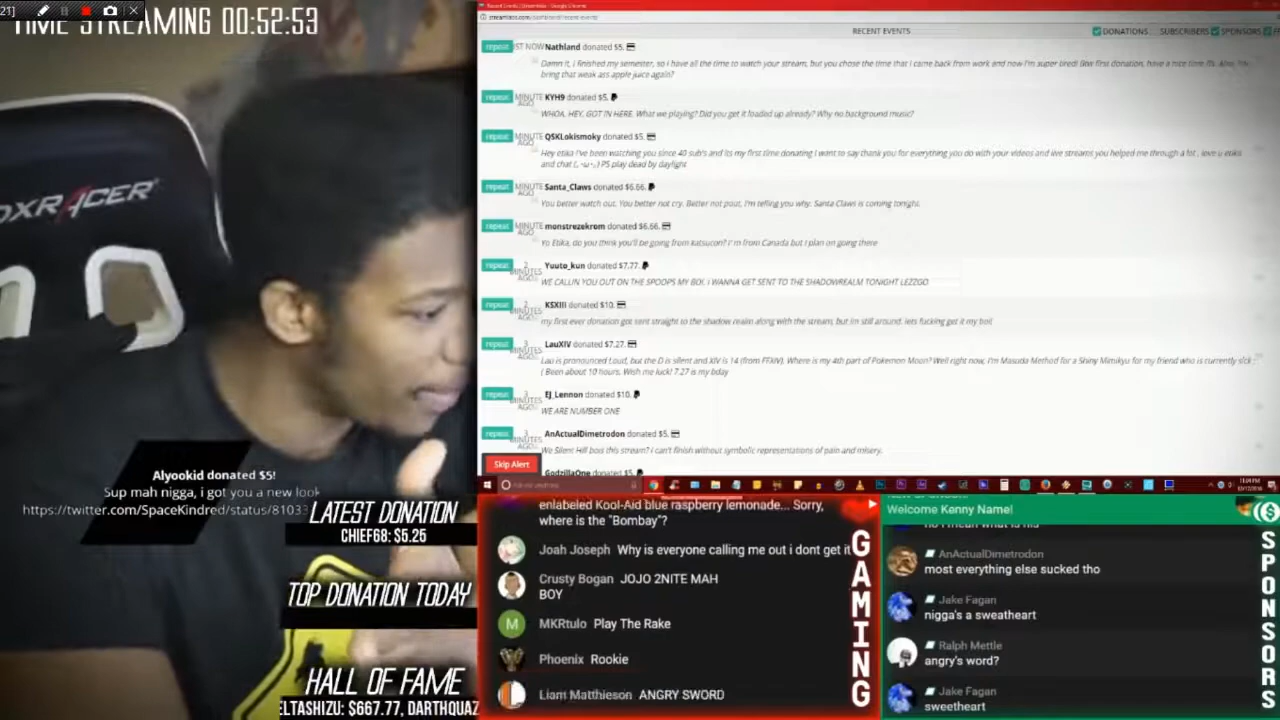 21]
TIME STREAMING 00:52:53
DXRACER
Alyookid donated $5!
Sup mah nigga, i got you a new look
https://twitter.com/SpaceKindred/status/81033
LATEST DONATION
CHIEF68: $5.25
TOP DONATION TODAY
HALL OF FAME
ELTASHIZU: $667.77, DARTHQUAZ
RECENT EVENTS
DONATIONS
SUBSCRIBERS
SPONSORS
repeat
JUST NOW
Nathland donated $5.
Damn it, I finished my semester, so I have all the time to watch your stream, but you chose the time that I came back from work and now I'm super tired!
first donation, have a nice time
bring that weak ass apple juice again?
repeat
MINUTE AGO
KYH9 donated $5.
WHOA, HEY, GOT IN HERE. What we playing? Did you get it loaded up already? Why no background music?
repeat
MINUTE AGO
QSKLokismoky donated $5.
Hey etika I've been watching you since 40 sub's and its my first time donating I want to say thank you for everything you do with your videos and live streams you helped me through a lot , love u etika
and chat (, -ω-,) PS play dead by daylight
repeat
MINUTE AGO
Santa_Claws donated $6.66.
You better watch out. You better not cry. Better not pout, I'm telling you why. Santa Claws is coming tonight.
repeat
MINUTE AGO
monstrezekrom donated $6.66.
Yo Etika, do you think you'll be going from Katsucon? I'm from Canada but I plan on going there
repeat
2 MINUTES AGO
Yuuto_kun donated $7.77.
WE CALLIN YOU OUT ON THE SPOOPS MY BOI. I WANNA GET SENT TO THE SHADOWREALM TONIGHT LEZZGO
repeat
2 MINUTES AGO
KSXIII donated $10.
my first ever donation got sent straight to the shadow realm along with the stream, but im still around. lets fucking get it my boi!
repeat
3 MINUTES AGO
LauXIV donated $7.27.
Lau is pronounced Loud, but the D is silent and XIV is 14 (from FFXIV). Where is my 4th part of Pokemon Moon? Well right now, I'm Masuda Method for a Shiny Mimikyu for my friend who is currently sick :
( Been about 10 hours. Wish me luck! 7.27 is my bday
repeat
3 MINUTES AGO
EJ_Lennon donated $10.
WE ARE NUMBER ONE
repeat
3 MINUTES AGO
AnActualDimetrodon donated $5.
We Silent Hill bois this stream? I can't finish without symbolic representations of pain and misery.
GodzillaOne donated $5.
Skip Alert
enlabeled Kool-Aid blue raspberry lemonade... Sorry,
where is the "Bombay"?
Joah Joseph Why is everyone calling me out i dont get it
Crusty Bogan JOJO 2NITE MAH
BOY
M MKRtulo Play The Rake
Phoenix Rookie
Liam Matthieson ANGRY SWORD
GAMING
Welcome Kenny Name!
no i mean what is his
AnActualDimetrodon
most everything else sucked tho
Jake Fagan
nigga's a sweatheart
Ralph Mettle
angry's word?
Jake Fagan
sweetheart
SPONSORS